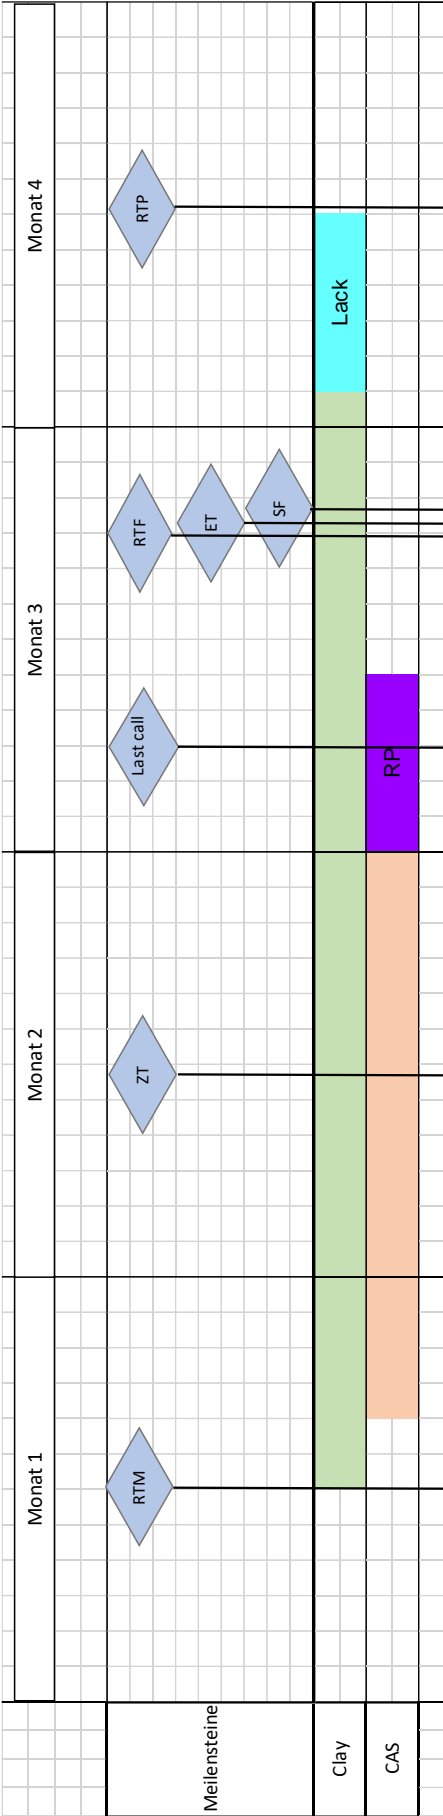 Monat 1
Monat 2
Monat 3
Monat 4
Meilensteine
RTM
ZT
Last call
RTF
ET
SF
RTP
Clay
Lack
CAS
RP